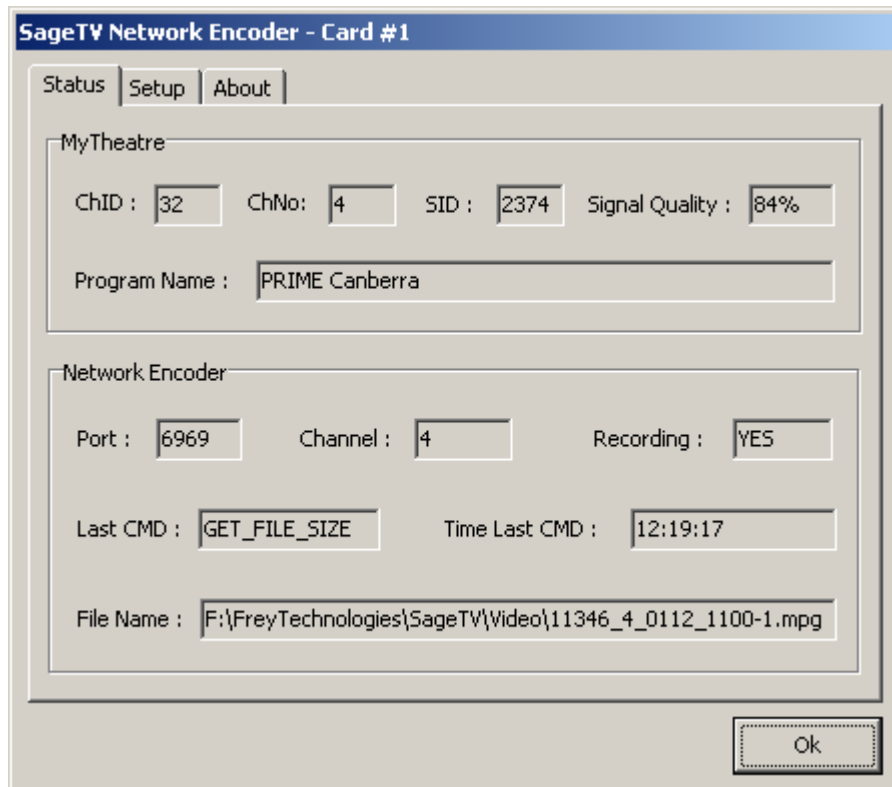 SageTV Network Encoder - Card #1
Status Setup About
MyTheatre
ChID : 32 ChNo: 4 SID : 2374 Signal Quality : 84%
Program Name : PRIME Canberra
Network Encoder
Port : 6969 Channel : 4 Recording : YES
Last CMD : GET_FILE_SIZE Time Last CMD : 12:19:17
File Name : F:\FreyTechnologies\SageTV\Video\11346_4_0112_1100-1.mpg
Ok